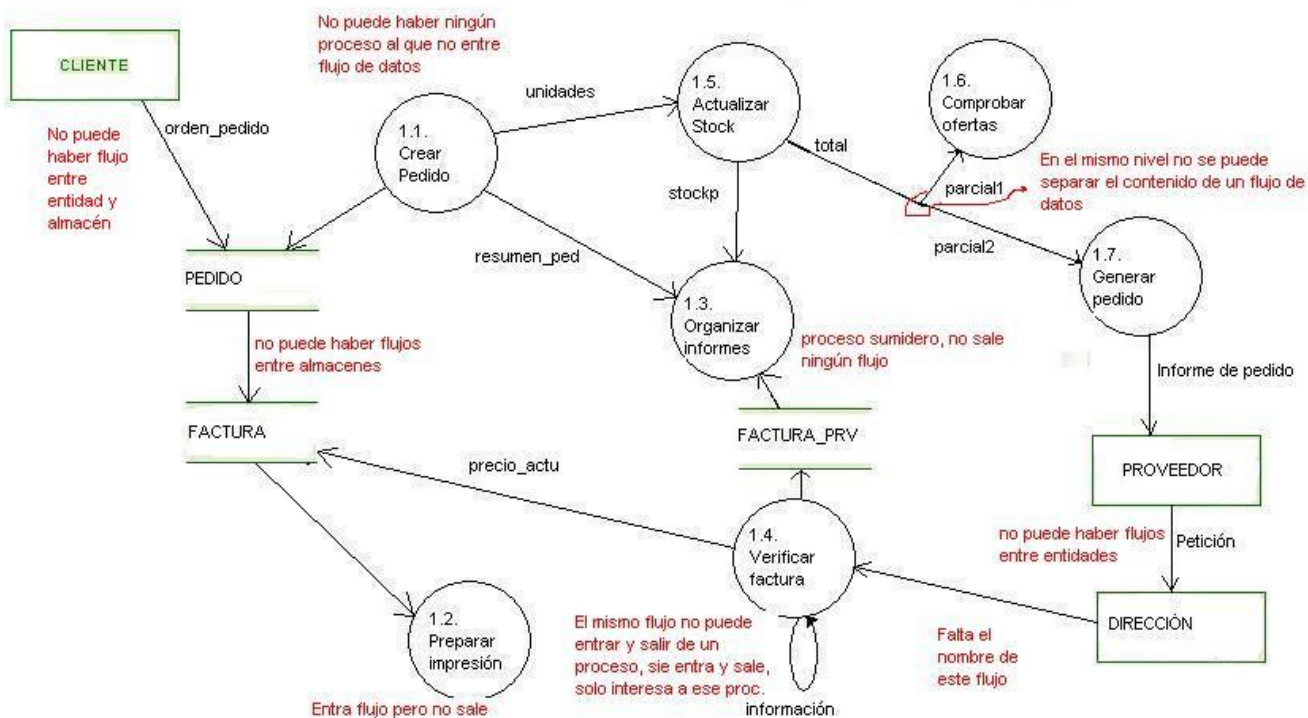 No puede haber ningún
proceso al que no entre
flujo de datos
CLIENTE
No puede
haber flujo
entre
entidad y
almacén
orden_pedido
1.1.
Crear
Pedido
unidades
1.5.
Actualizar
Stock
1.6.
Comprobar
ofertas
total
parcial1
En el mismo nivel no se puede
separar el contenido de un flujo de
datos
stockp
parcial2
resumen_ped
PEDIDO
1.7.
Generar
pedido
1.3.
Organizar
informes
proceso sumidero, no sale
ningún flujo
no puede haber flujos
entre almacenes
Informe de pedido
FACTURA
FACTURA_PRV
precio_actu
PROVEEDOR
no puede haber flujos
entre entidades
Petición
1.4.
Verificar
factura
1.2.
Preparar
impresión
El mismo flujo no puede
entrar y salir de un
proceso, sie entra y sale,
solo interesa a ese proc.
Falta el
nombre de
este flujo
DIRECCIÓN
Entra flujo pero no sale
información